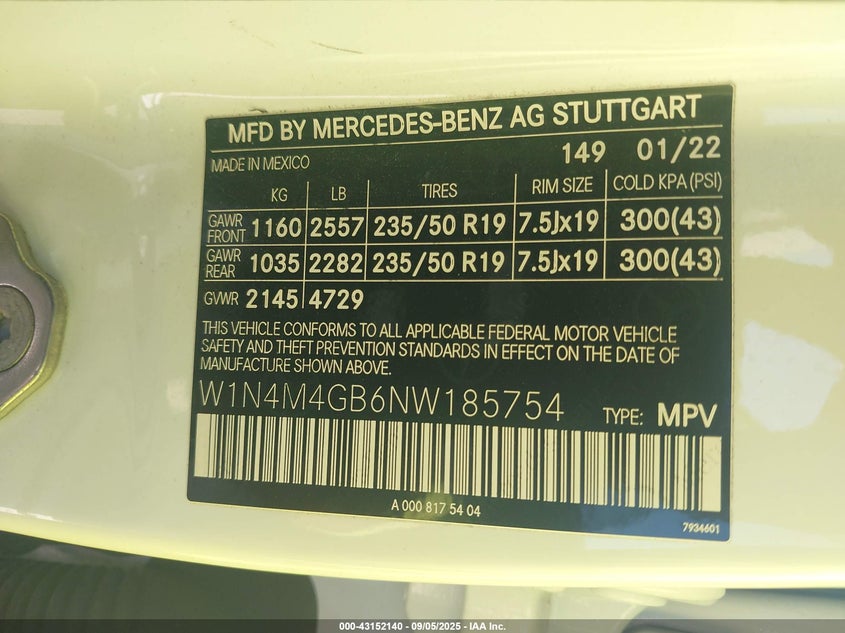 MFD BY MERCEDES-BENZ AG STUTTGART
MADE IN MEXICO 149 01/22
KG LB TIRES RIM SIZE COLD KPA (PSI)
GAWR FRONT 1160 2557 235/50 R19 7.5Jx19 300(43)
GAWR REAR 1035 2282 235/50 R19 7.5Jx19 300(43)
GVWR 2145 4729
THIS VEHICLE CONFORMS TO ALL APPLICABLE FEDERAL MOTOR VEHICLE
SAFETY AND THEFT PREVENTION STANDARDS IN EFFECT ON THE DATE OF
MANUFACTURE SHOWN ABOVE.
W1N4M4GB6NW185754 TYPE: MPV
A 000 817 54 04
7934601
000-43152140 - 09/05/2025 - IAA Inc.